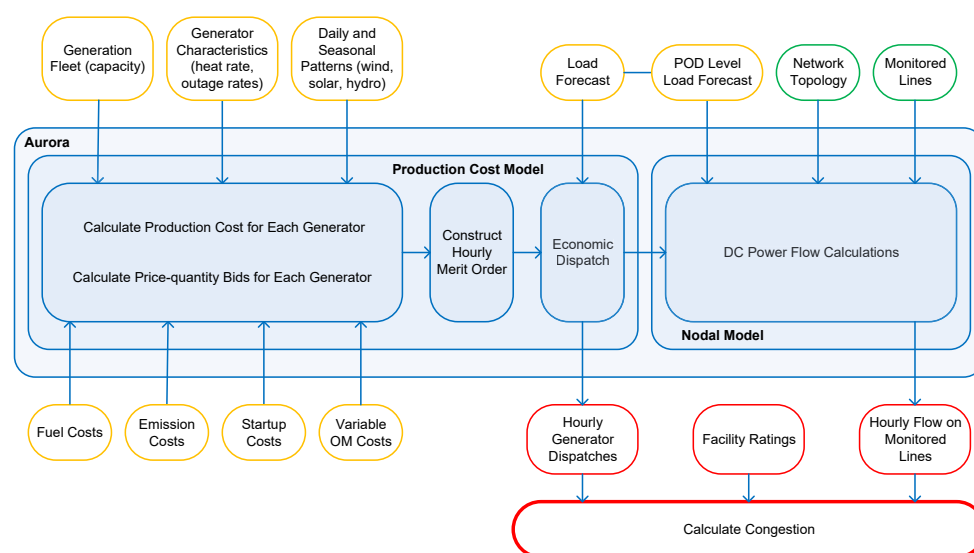 Generation
Fleet (capacity)
Generator
Characteristics
(heat rate,
outage rates)
Daily and
Seasonal
Patterns (wind,
solar, hydro)
Load
Forecast
POD Level
Load Forecast
Network
Topology
Monitored
Lines
Aurora
Production Cost Model
Calculate Production Cost for Each Generator
Calculate Price-quantity Bids for Each Generator
Construct
Hourly
Merit Order
Economic
Dispatch
DC Power Flow Calculations
Nodal Model
Fuel Costs
Emission
Costs
Startup
Costs
Variable
OM Costs
Hourly
Generator
Dispatches
Facility Ratings
Hourly Flow on
Monitored
Lines
Calculate Congestion